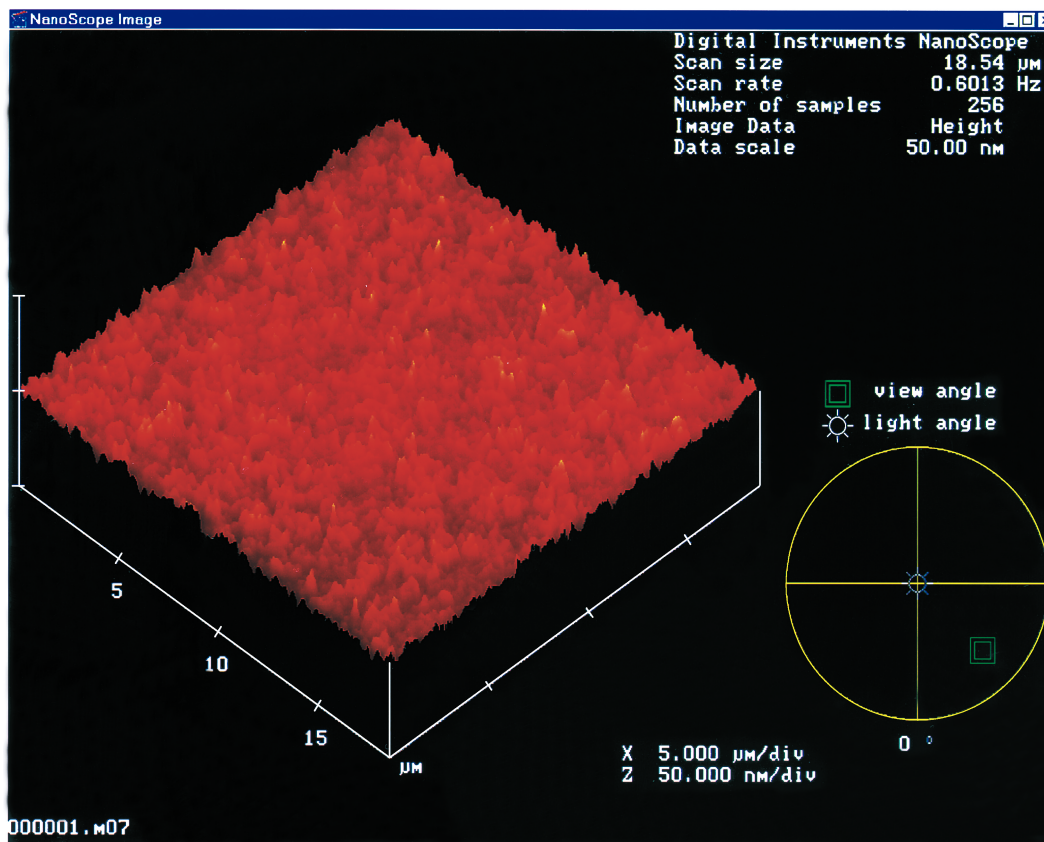 NanoScope Image
Digital Instruments NanoScope
Scan size 18.54 µm
Scan rate 0.6013 Hz
Number of samples 256
Image Data Height
Data scale 50.00 nm
view angle
light angle
5
10
15
µm
0 °
X 5.000 µm/div
Z 50.000 nm/div
000001.m07